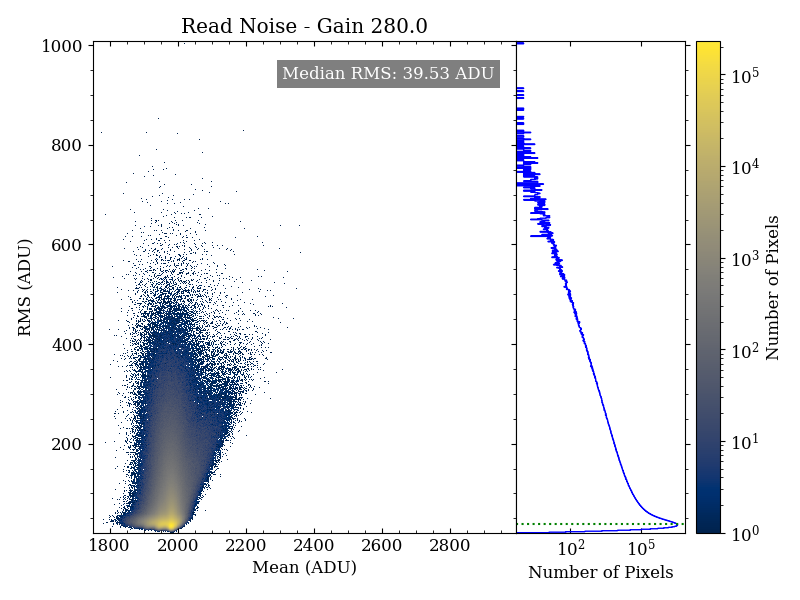 Read Noise - Gain 280.0
Median RMS: 39.53 ADU
1000
800
600
400
200
RMS (ADU)
1800 2000 2200 2400 2600 2800
Mean (ADU)
10^2 10^5
Number of Pixels
10^5
10^4
10^3
10^2
10^1
10^0
Number of Pixels